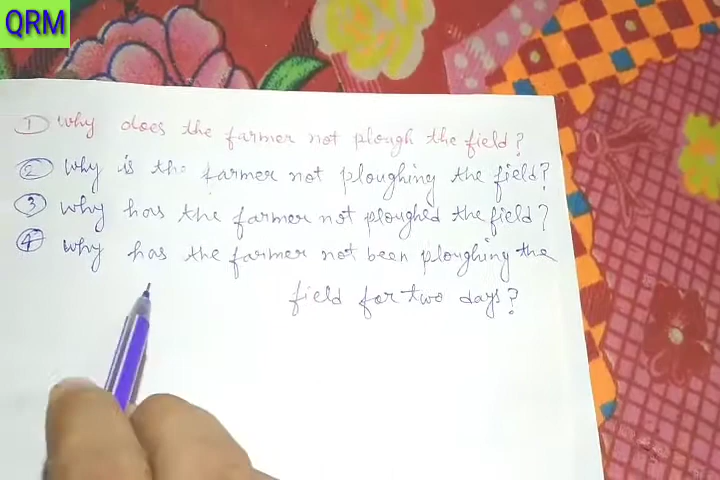 QRM
① Why does the farmer not plough the field?
② Why is the farmer not ploughing the field?
③ Why has the farmer not ploughed the field?
④ Why has the farmer not been ploughing the
field for two days?